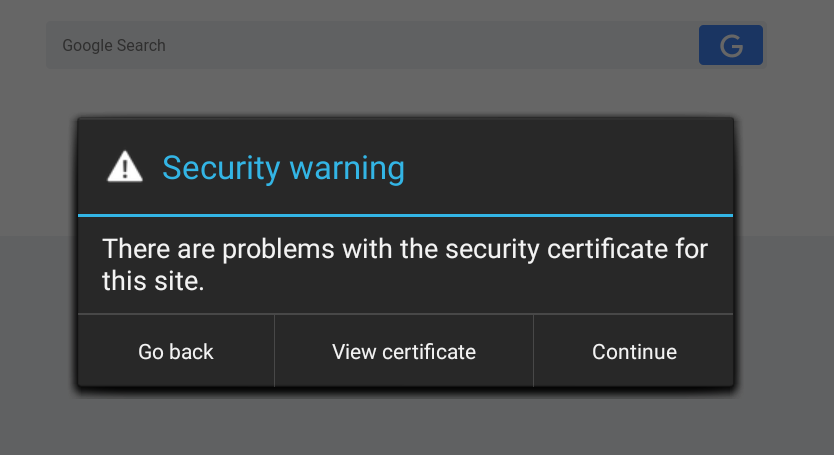 Google Search
G
Security warning
There are problems with the security certificate for
this site.
Go back
View certificate
Continue